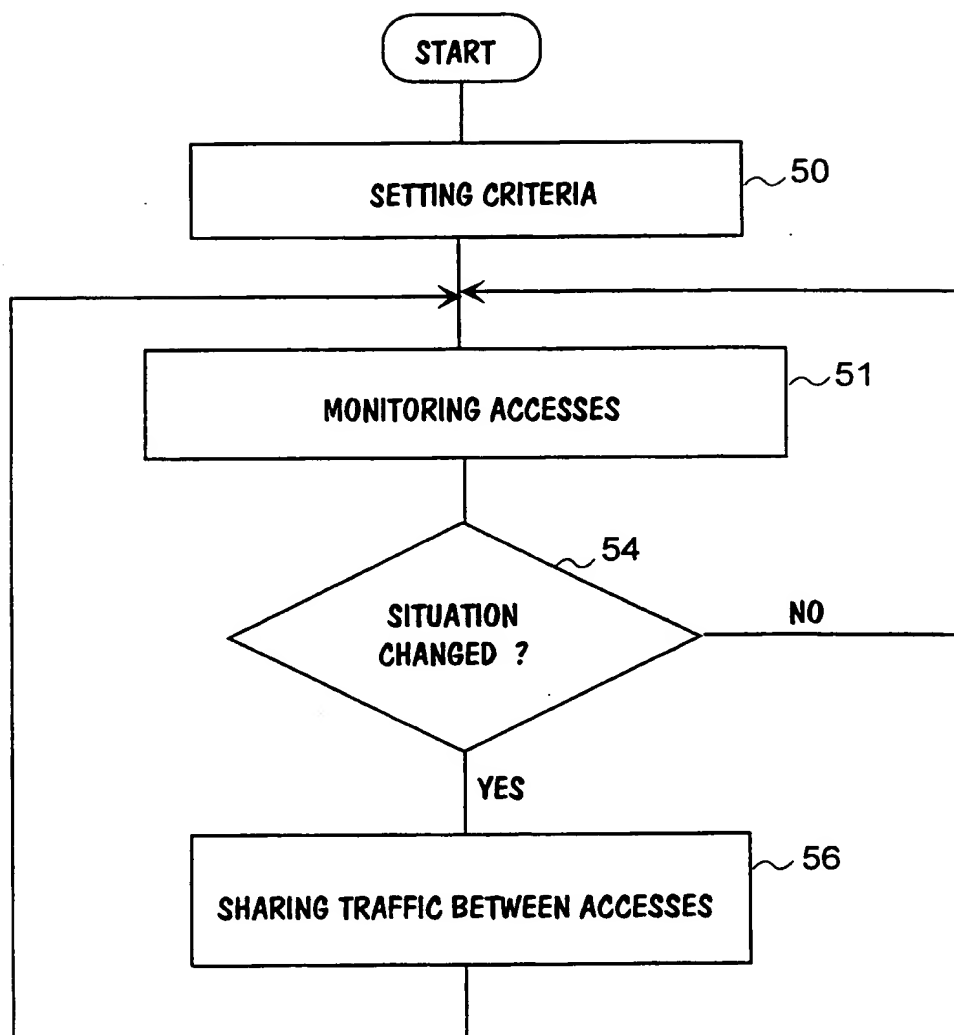 START
SETTING CRITERIA
50
MONITORING ACCESSES
51
54
SITUATION
CHANGED ?
NO
YES
56
SHARING TRAFFIC BETWEEN ACCESSES